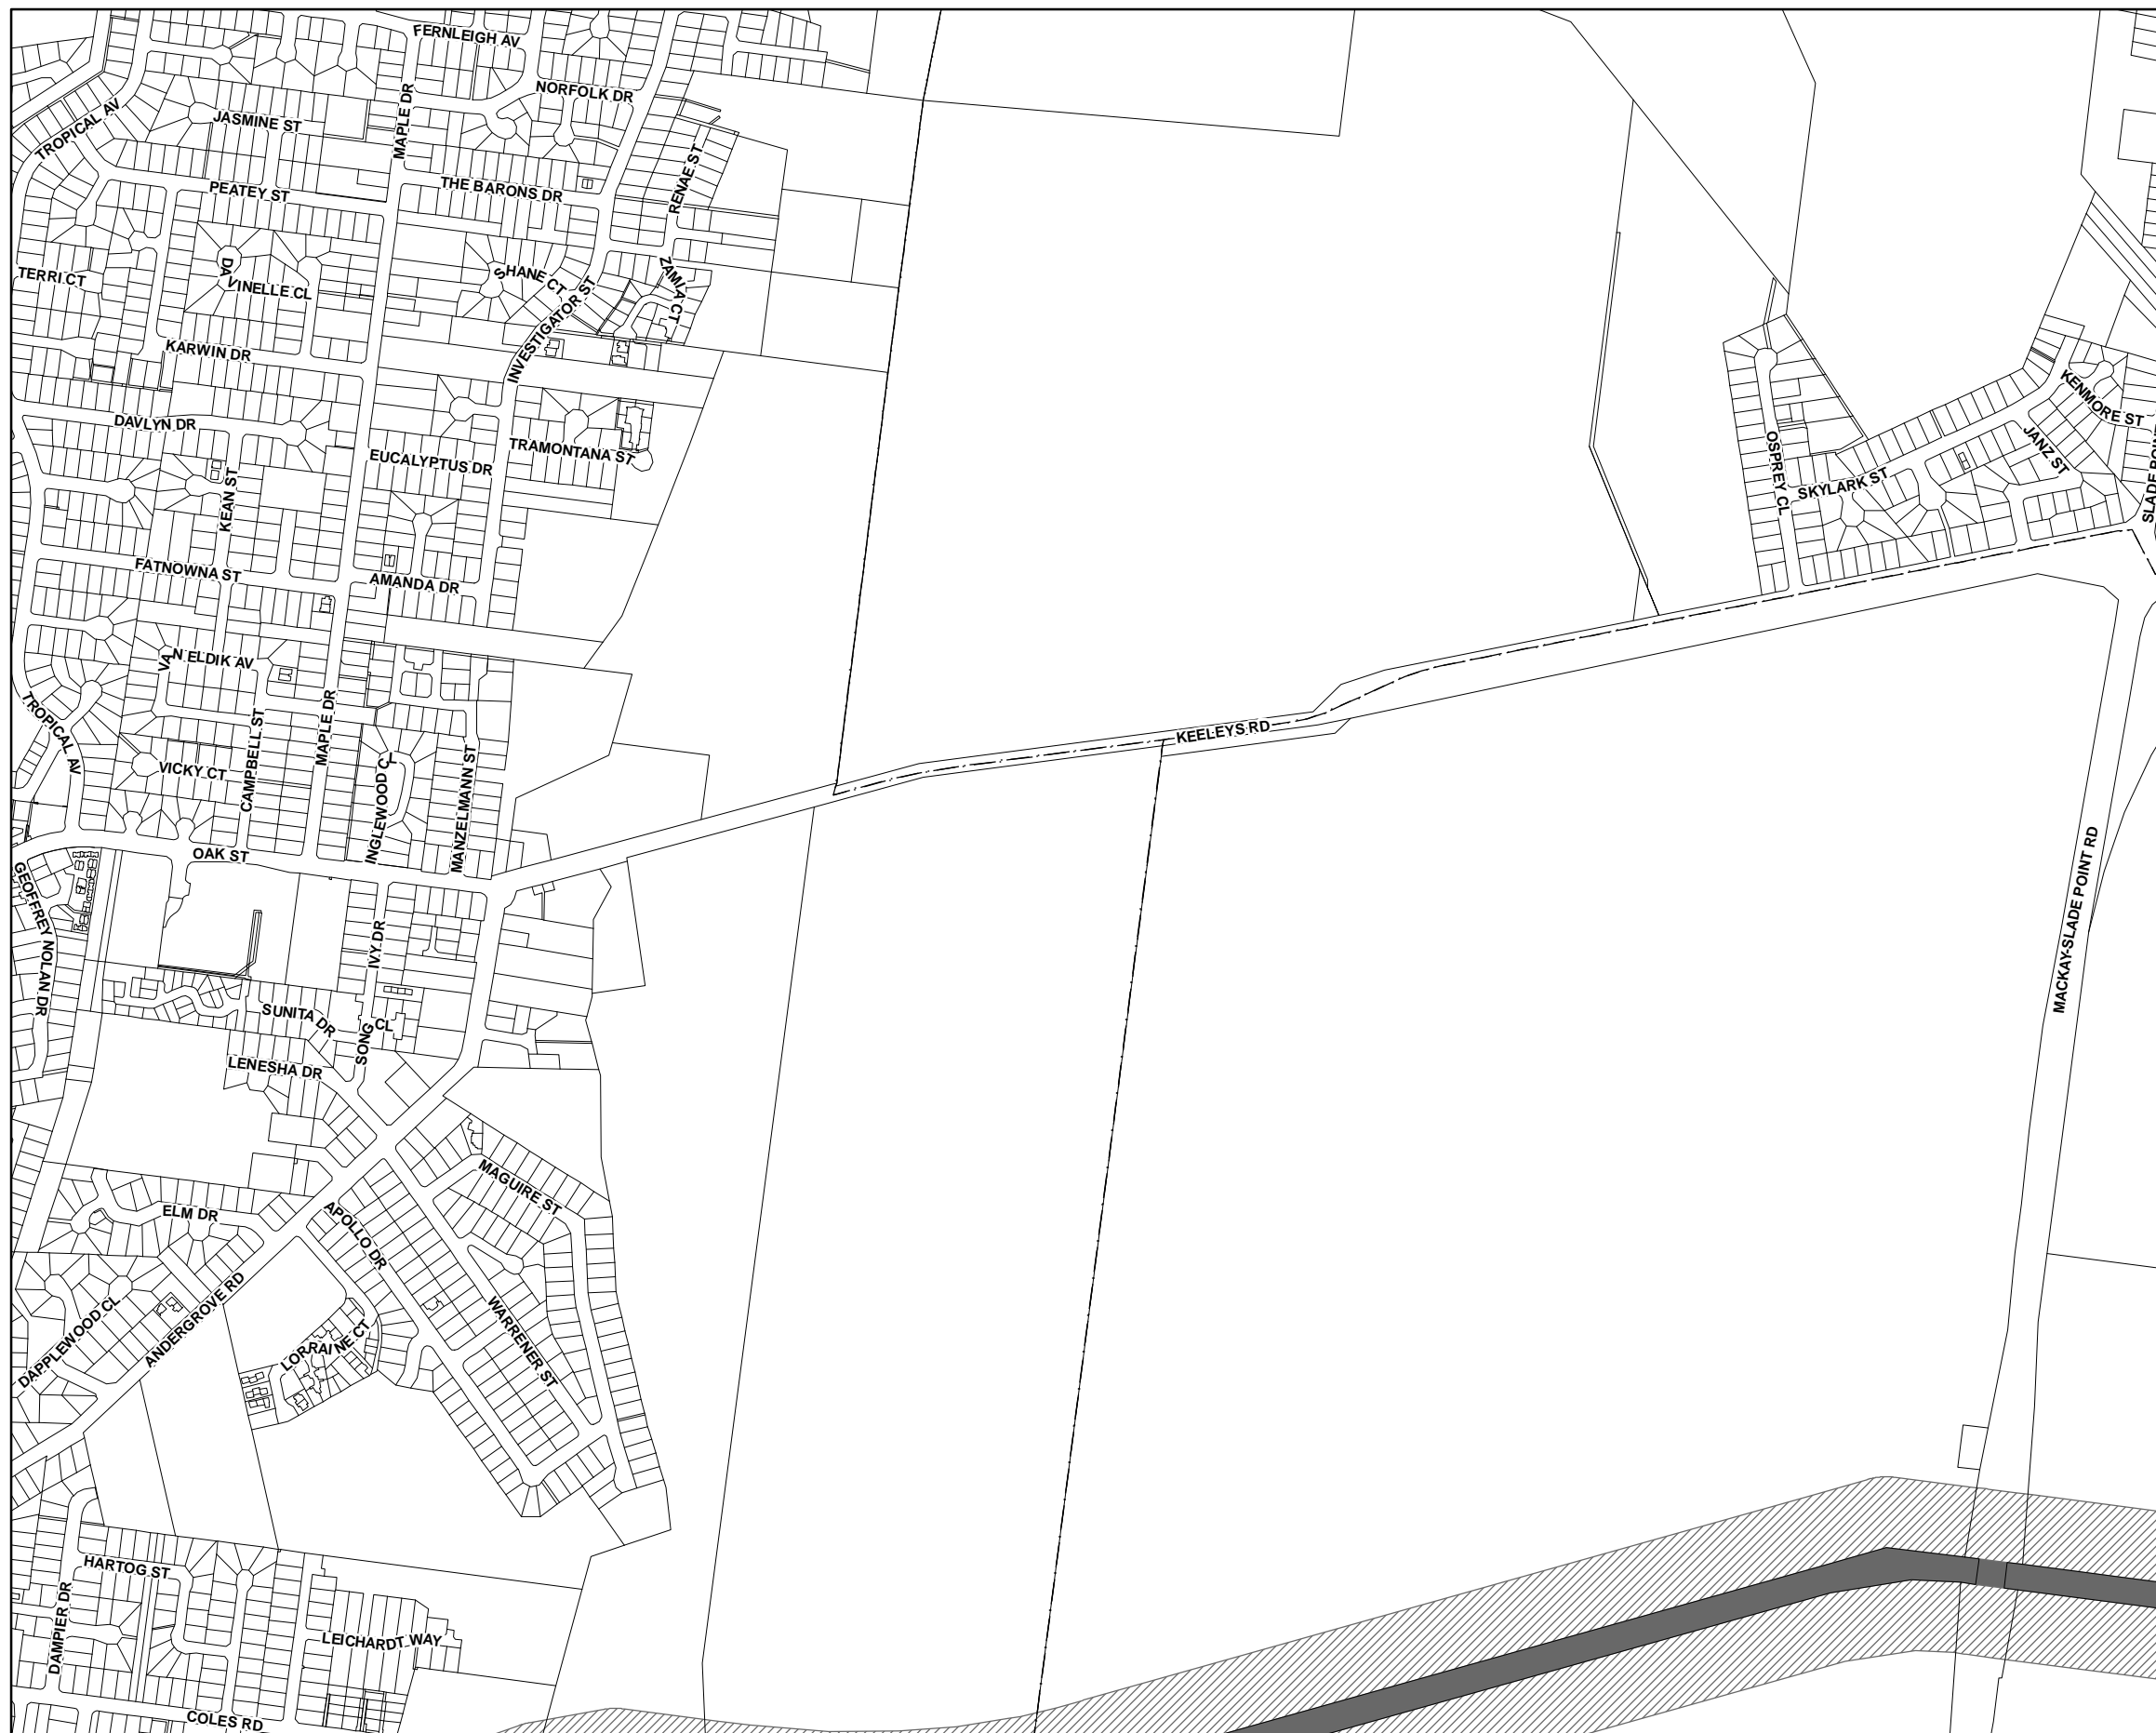 FERNLEIGH AV
NORFOLK DR
MAPLE DR
JASMINE ST
TROPICAL AV
RENAE ST
PEATEY ST
THE BARONS DR
TERRI CT
DAVINELLE CL
SHANE CT
ZAMIA CT
INVESTIGATOR ST
KARWIN DR
KENMORE ST
DAVLYN DR
JANZ ST
EUCALYPTUS DR
TRAMONTANA ST
OSPREY CL
SKYLARK ST
KEAN ST
FATNOWNA ST
AMANDA DR
VAN ELDIK AV
TROPICAL AV
MAPLE DR
CAMPBELL ST
KEELEYS RD
VICKY CT
INGLEWOOD CL
MANZELMANN ST
OAK ST
GEOFFREY NOLAN DR
MACKAY-SLADE POINT RD
IVY DR
SUNITA DR
SONG CL
LENESHA DR
MAGUIRE ST
ELM DR
APOLLO DR
DAPPLEWOOD CL
ANDERGROVE RD
LORRAINE CT
WARRENER ST
HARTOG ST
DAMPIER DR
LEICHARDT WAY
COLES RD